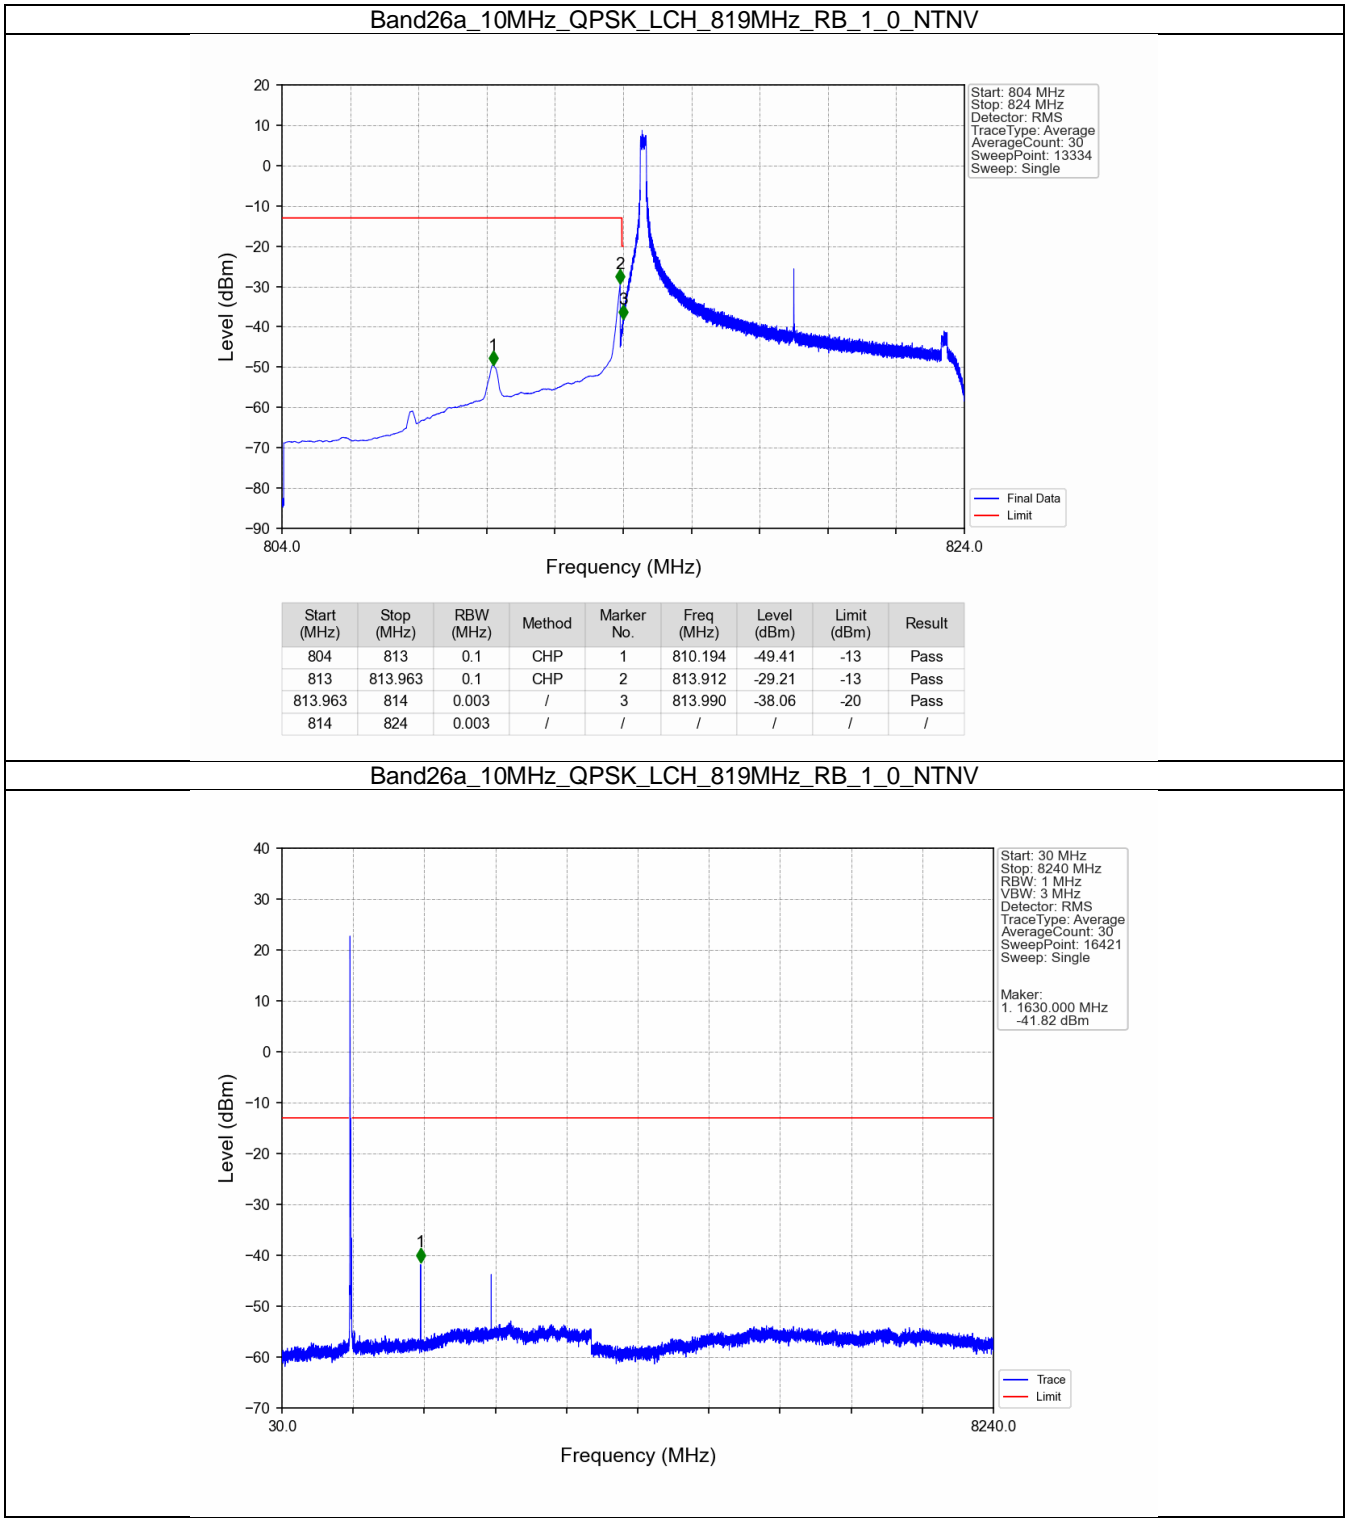 Band26a_10MHz_QPSK_LCH_819MHz_RB_1_0_NTNV
20
10
0
−10
−20
−30
−40
−50
−60
−70
−80
−90
Level (dBm)
1
2
3
804.0
824.0
Frequency (MHz)
Start: 804 MHz
Stop: 824 MHz
Detector: RMS
TraceType: Average
AverageCount: 30
SweepPoint: 13334
Sweep: Single
Final Data
Limit
Start (MHz) Stop (MHz) RBW (MHz) Method Marker No. Freq (MHz) Level (dBm) Limit (dBm) Result
804 813 0.1 CHP 1 810.194 -49.41 -13 Pass
813 813.963 0.1 CHP 2 813.912 -29.21 -13 Pass
813.963 814 0.003 / 3 813.990 -38.06 -20 Pass
814 824 0.003 / / / / / /
Band26a_10MHz_QPSK_LCH_819MHz_RB_1_0_NTNV
40
30
20
10
0
−10
−20
−30
−40
−50
−60
−70
Level (dBm)
1
30.0
8240.0
Frequency (MHz)
Start: 30 MHz
Stop: 8240 MHz
RBW: 1 MHz
VBW: 3 MHz
Detector: RMS
TraceType: Average
AverageCount: 30
SweepPoint: 16421
Sweep: Single
Maker:
1. 1630.000 MHz
-41.82 dBm
Trace
Limit